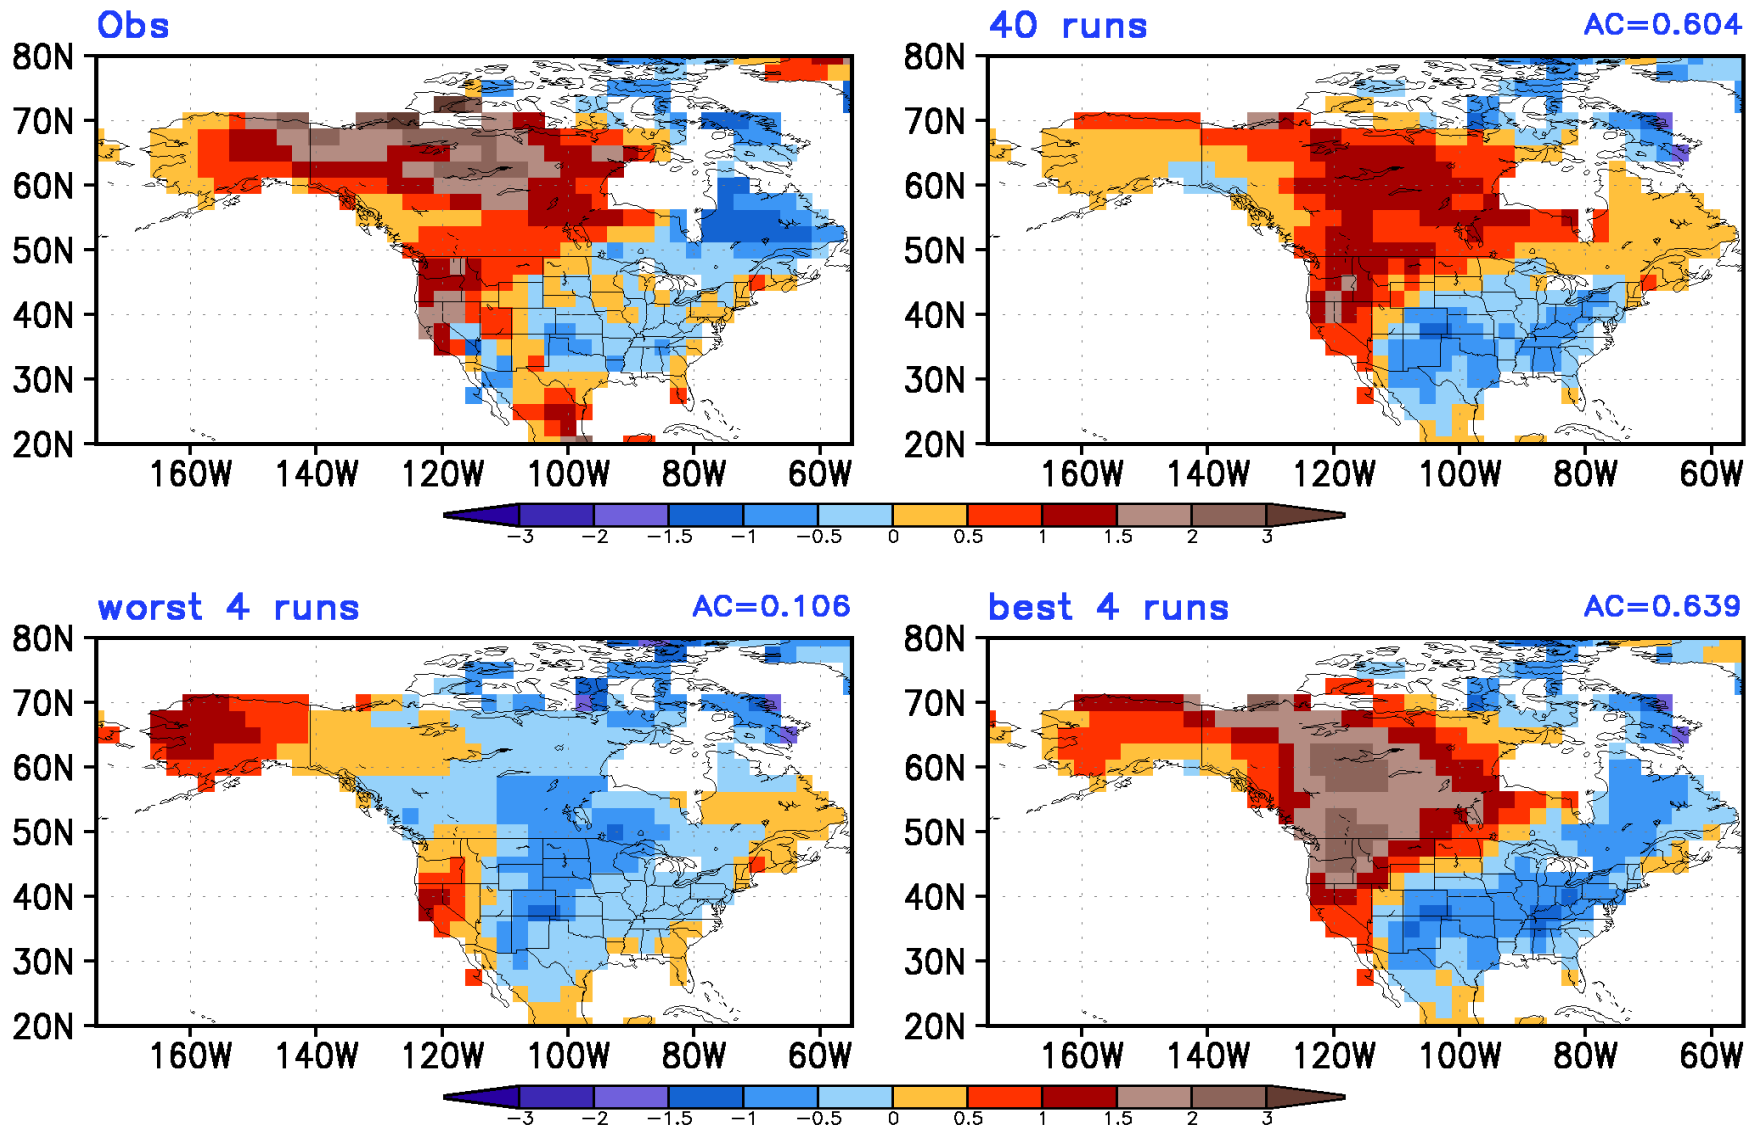 Obs
40 runs AC=0.604
80N 80N
70N 70N
60N 60N
50N 50N
40N 40N
30N 30N
20N 20N
160W 140W 120W 100W 80W 60W 160W 140W 120W 100W 80W 60W
-3 -2 -1.5 -1 -0.5 0 0.5 1 1.5 2 3
worst 4 runs AC=0.106
best 4 runs AC=0.639
80N 80N
70N 70N
60N 60N
50N 50N
40N 40N
30N 30N
20N 20N
160W 140W 120W 100W 80W 60W 160W 140W 120W 100W 80W 60W
-3 -2 -1.5 -1 -0.5 0 0.5 1 1.5 2 3